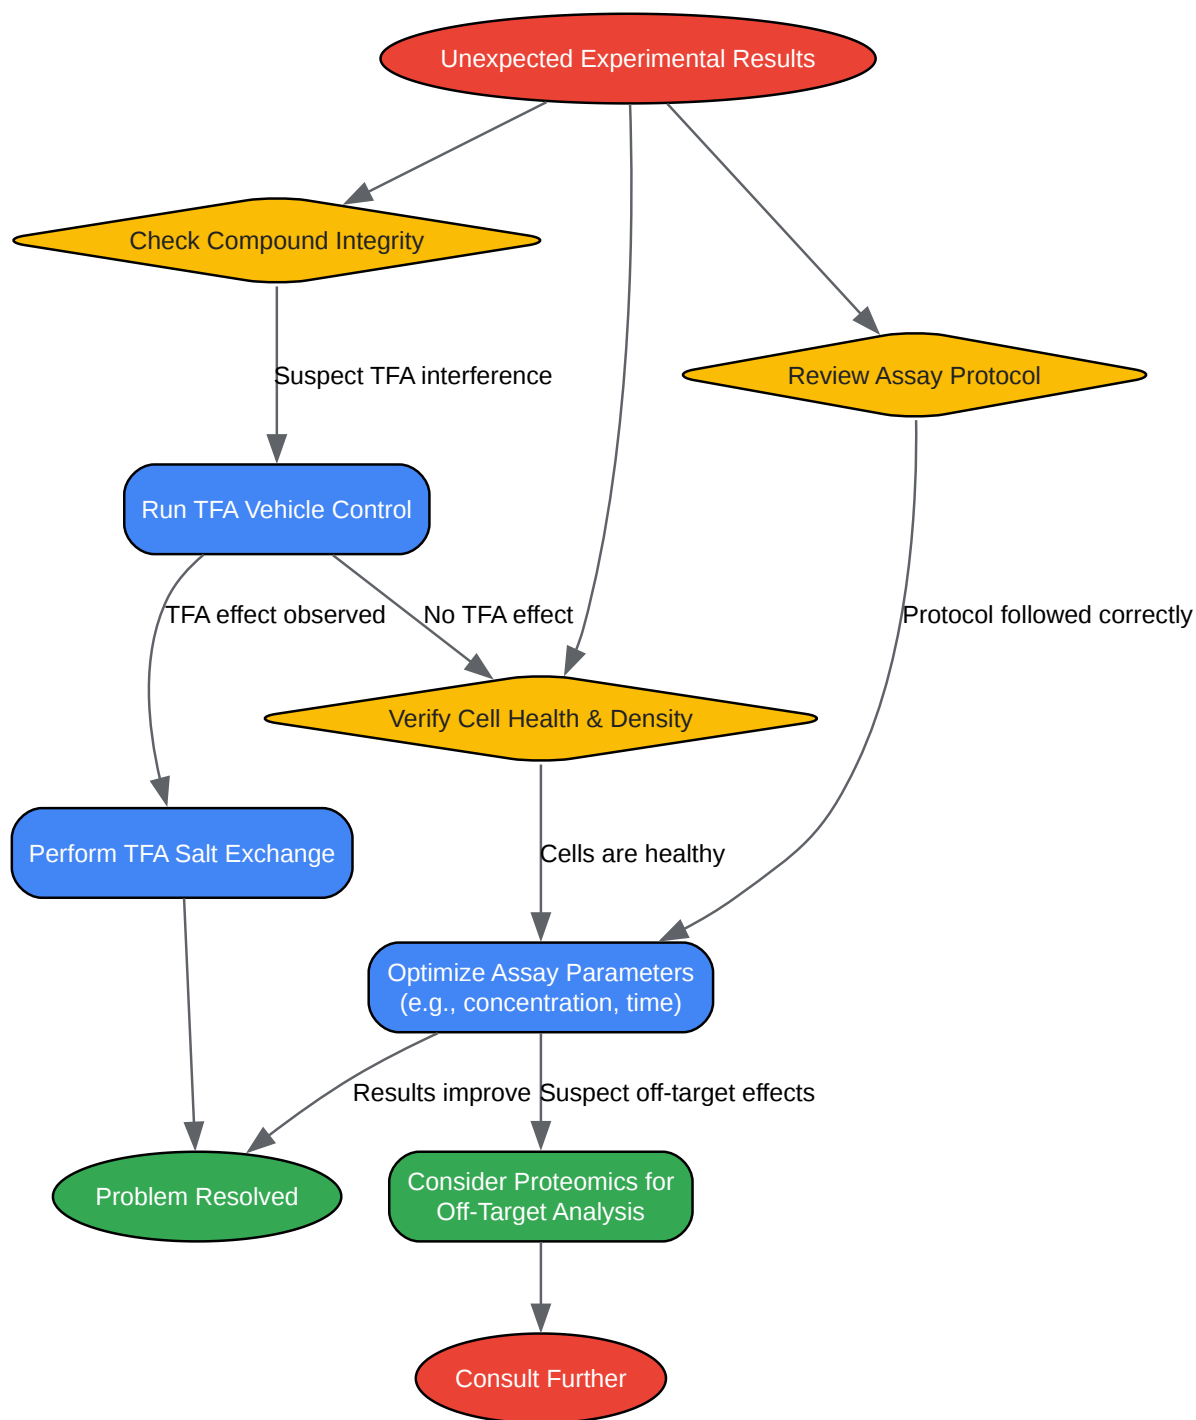 Unexpected Experimental Results
Check Compound Integrity
Suspect TFA interference
Review Assay Protocol
Run TFA Vehicle Control
TFA effect observed
No TFA effect
Protocol followed correctly
Verify Cell Health & Density
Perform TFA Salt Exchange
Cells are healthy
Optimize Assay Parameters
(e.g., concentration, time)
Results improve
Suspect off-target effects
Problem Resolved
Consider Proteomics for
Off-Target Analysis
Consult Further